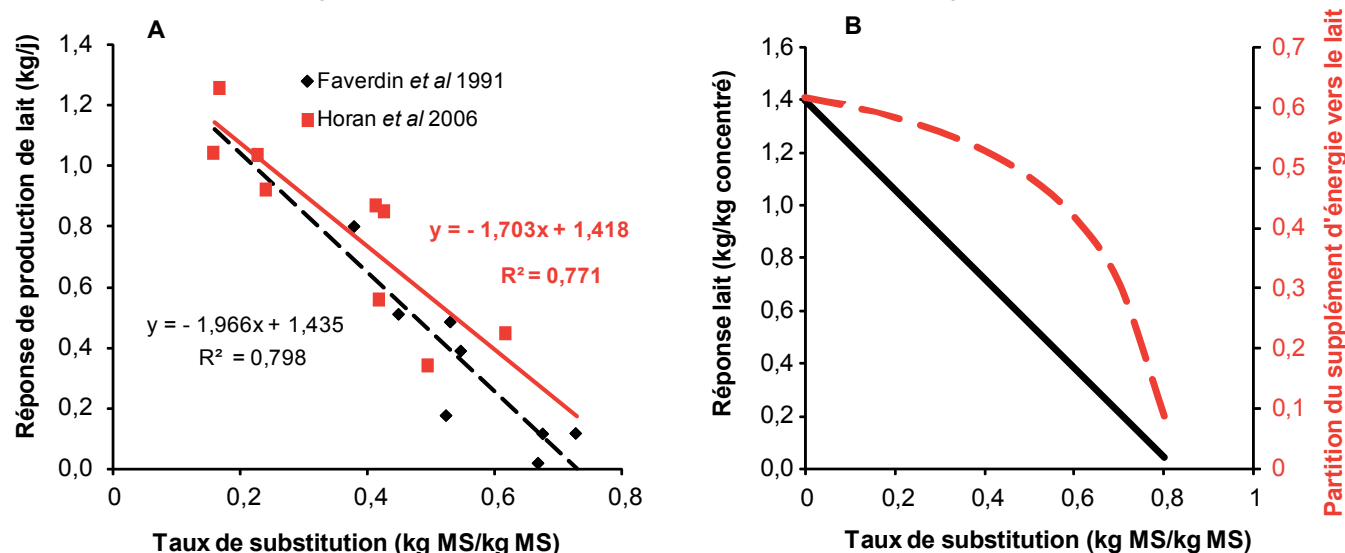 A
Réponse de production de lait (kg/j)
1,4
1,2
1,0
0,8
0,6
0,4
0,2
0,0
Faverdin et al 1991
Horan et al 2006
y = - 1,703x + 1,418
R² = 0,771
y = - 1,966x + 1,435
R² = 0,798
0
0,2
0,4
0,6
0,8
Taux de substitution (kg MS/kg MS)
B
Réponse lait (kg/kg concentré)
1,6
1,4
1,2
1,0
0,8
0,6
0,4
0,2
0,0
0
0,2
0,4
0,6
0,8
1
Taux de substitution (kg MS/kg MS)
0,7
0,6
0,5
0,4
0,3
0,2
0,1
0
Partition du supplément d'énergie vers le lait